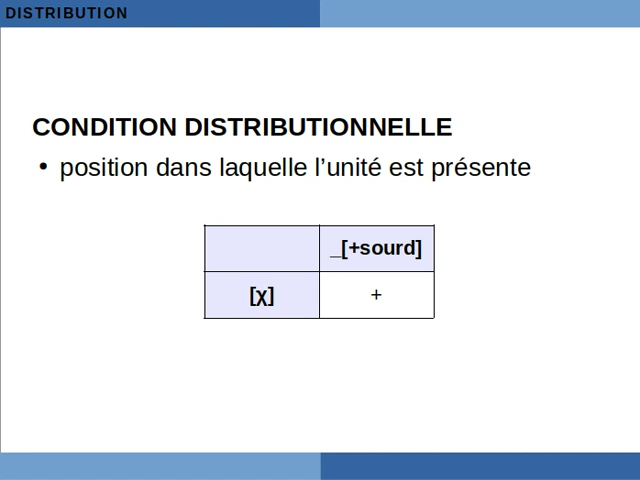 DISTRIBUTION
CONDITION DISTRIBUTIONNELLE
• position dans laquelle l’unité est présente
_[+sourd]
[χ] +